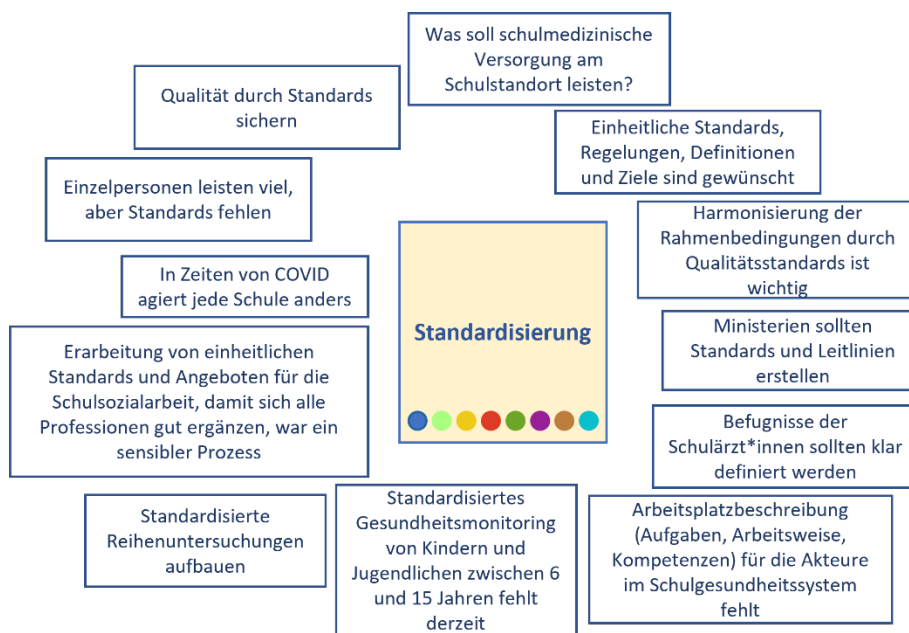 Was soll schulmedizinische
Versorgung am
Schulstandort leisten?
Qualität durch Standards
sichern
Einheitliche Standards,
Regelungen, Definitionen
und Ziele sind gewünscht
Einzelpersonen leisten viel,
aber Standards fehlen
Harmonisierung der
Rahmenbedingungen durch
Qualitätsstandards ist
wichtig
In Zeiten von COVID
agiert jede Schule anders
Standardisierung
Ministerien sollten
Standards und Leitlinien
erstellen
Erarbeitung von einheitlichen
Standards und Angeboten für die
Schulsozialarbeit, damit sich alle
Professionen gut ergänzen, war ein
sensibler Prozess
Befugnisse der
Schulärzt*innen sollten klar
definiert werden
Standardisierte
Reihenuntersuchungen
aufbauen
Standardisiertes
Gesundheitsmonitoring
von Kindern und
Jugendlichen zwischen 6
und 15 Jahren fehlt
derzeit
Arbeitsplatzbeschreibung
(Aufgaben, Arbeitsweise,
Kompetenzen) für die Akteure
im Schulgesundheitssystem
fehlt